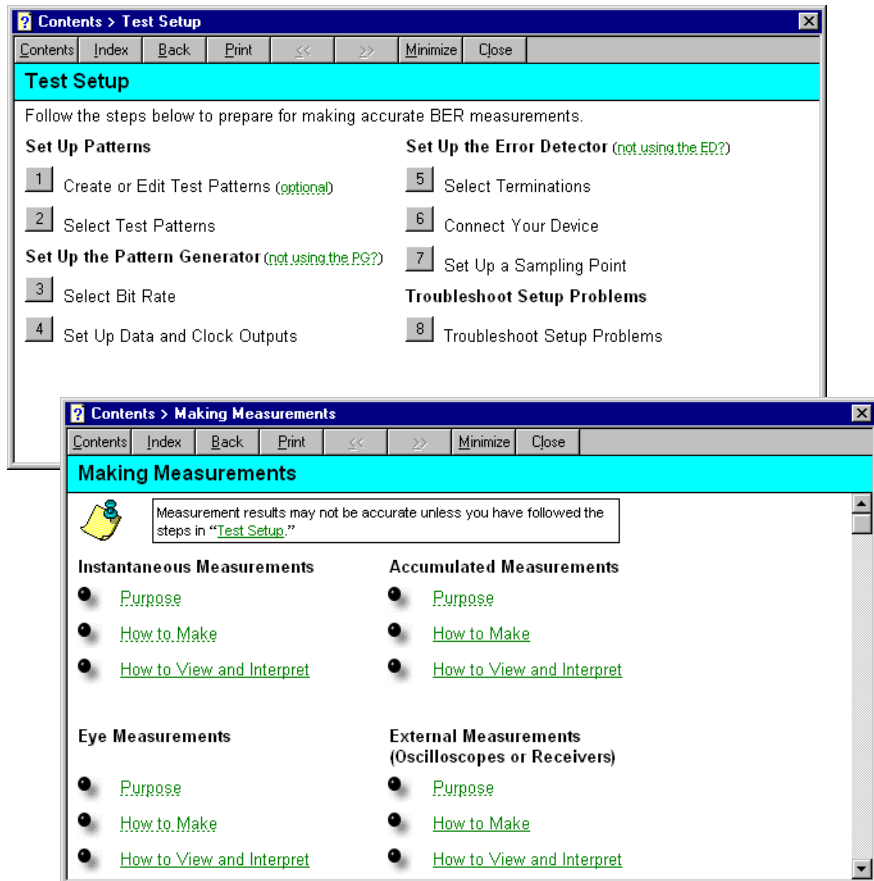 Contents > Test Setup
Contents Index Back Print << >> Minimize Close
Test Setup
Follow the steps below to prepare for making accurate BER measurements.
Set Up Patterns
1 Create or Edit Test Patterns (optional)
2 Select Test Patterns
Set Up the Pattern Generator (not using the PG?)
3 Select Bit Rate
4 Set Up Data and Clock Outputs
Set Up the Error Detector (not using the ED?)
5 Select Terminations
6 Connect Your Device
7 Set Up a Sampling Point
Troubleshoot Setup Problems
8 Troubleshoot Setup Problems
Contents > Making Measurements
Contents Index Back Print << >> Minimize Close
Making Measurements
Measurement results may not be accurate unless you have followed the
steps in “Test Setup.”
Instantaneous Measurements
Purpose
How to Make
How to View and Interpret
Accumulated Measurements
Purpose
How to Make
How to View and Interpret
Eye Measurements
Purpose
How to Make
How to View and Interpret
External Measurements
(Oscilloscopes or Receivers)
Purpose
How to Make
How to View and Interpret